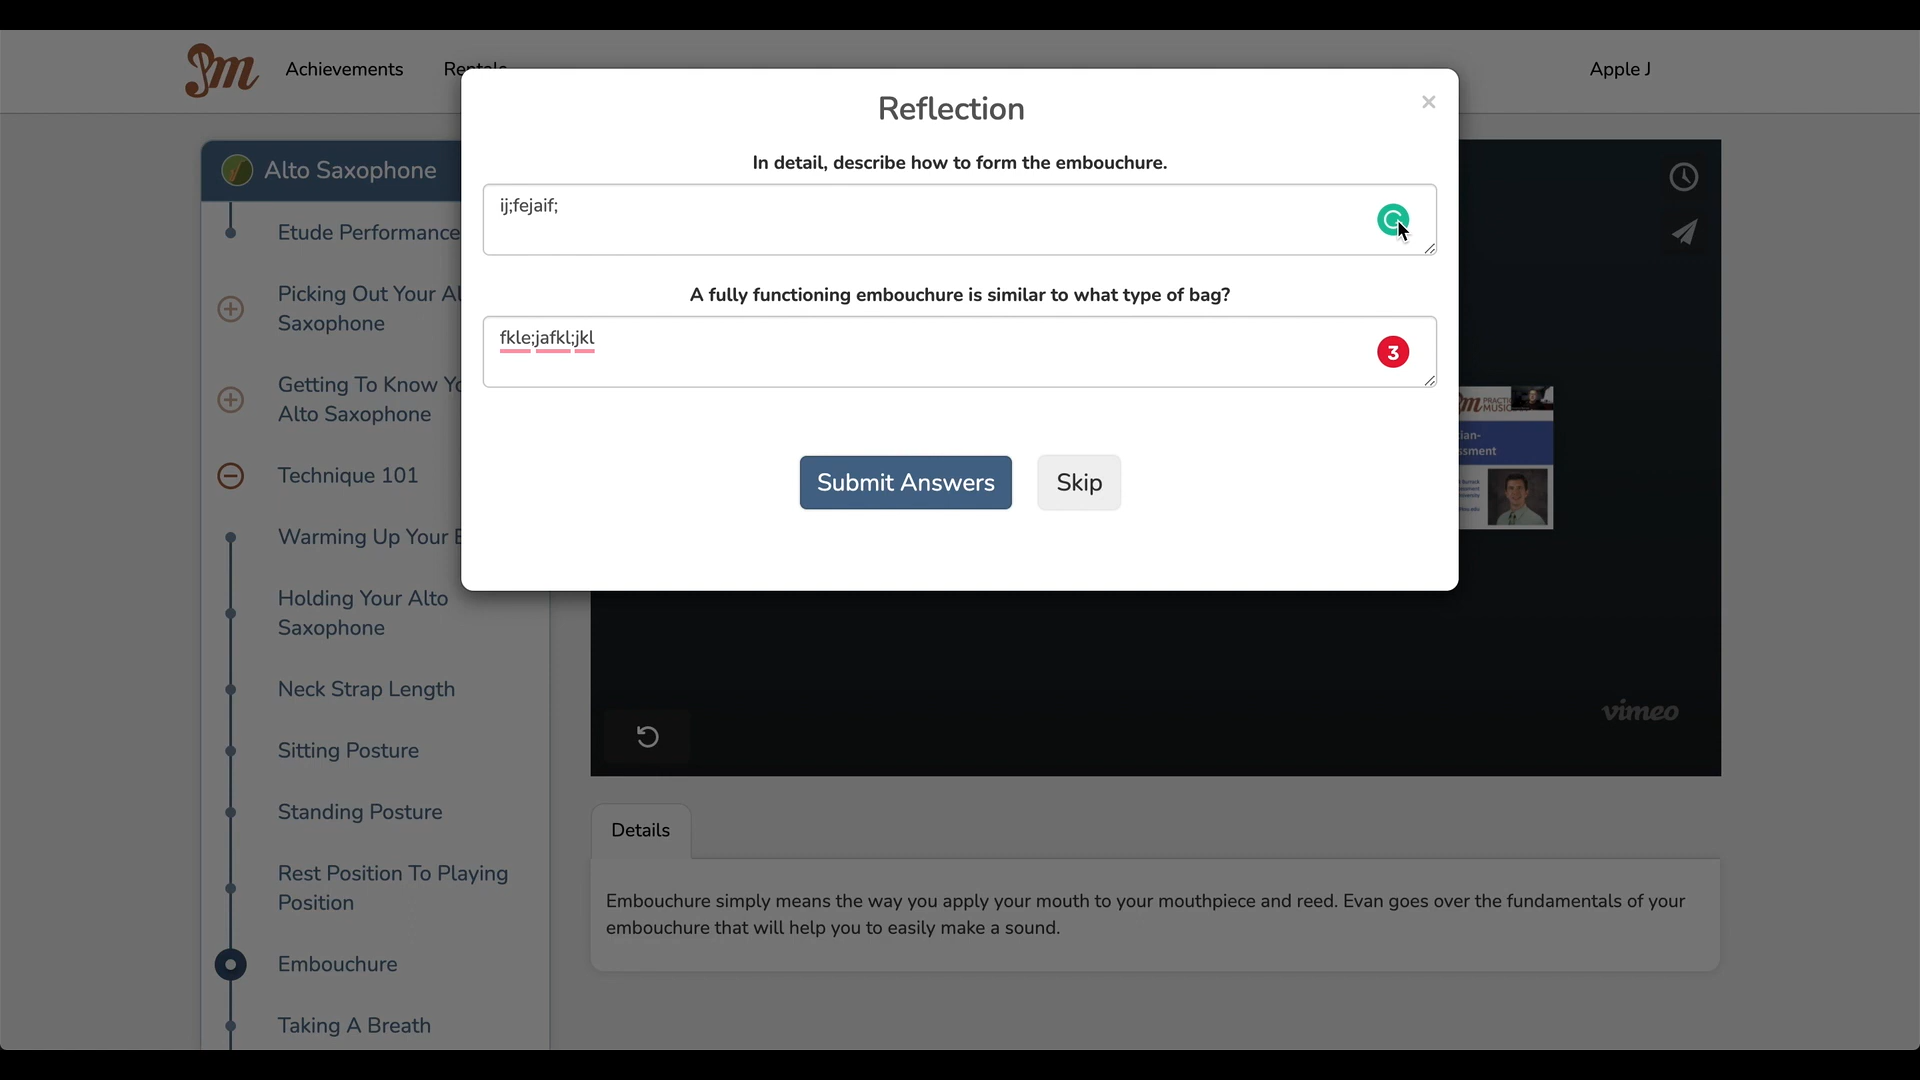 Achievements
Apple J
Reflection
In detail, describe how to form the embouchure.
ij;fejaif;
A fully functioning embouchure is similar to what type of bag?
fkle;jafkl;jkl
3
Submit Answers
Skip
Alto Saxophone
Etude Performance
Picking Out Your
Saxophone
Getting To Know
Alto Saxophone
Technique 101
Warming Up Your
Holding Your Alto
Saxophone
Neck Strap Length
Sitting Posture
Standing Posture
Rest Position To Playing
Position
Embouchure
Taking A Breath
vimeo
Details
Embouchure simply means the way you apply your mouth to your mouthpiece and reed. Evan goes over the fundamentals of your
embouchure that will help you to easily make a sound.